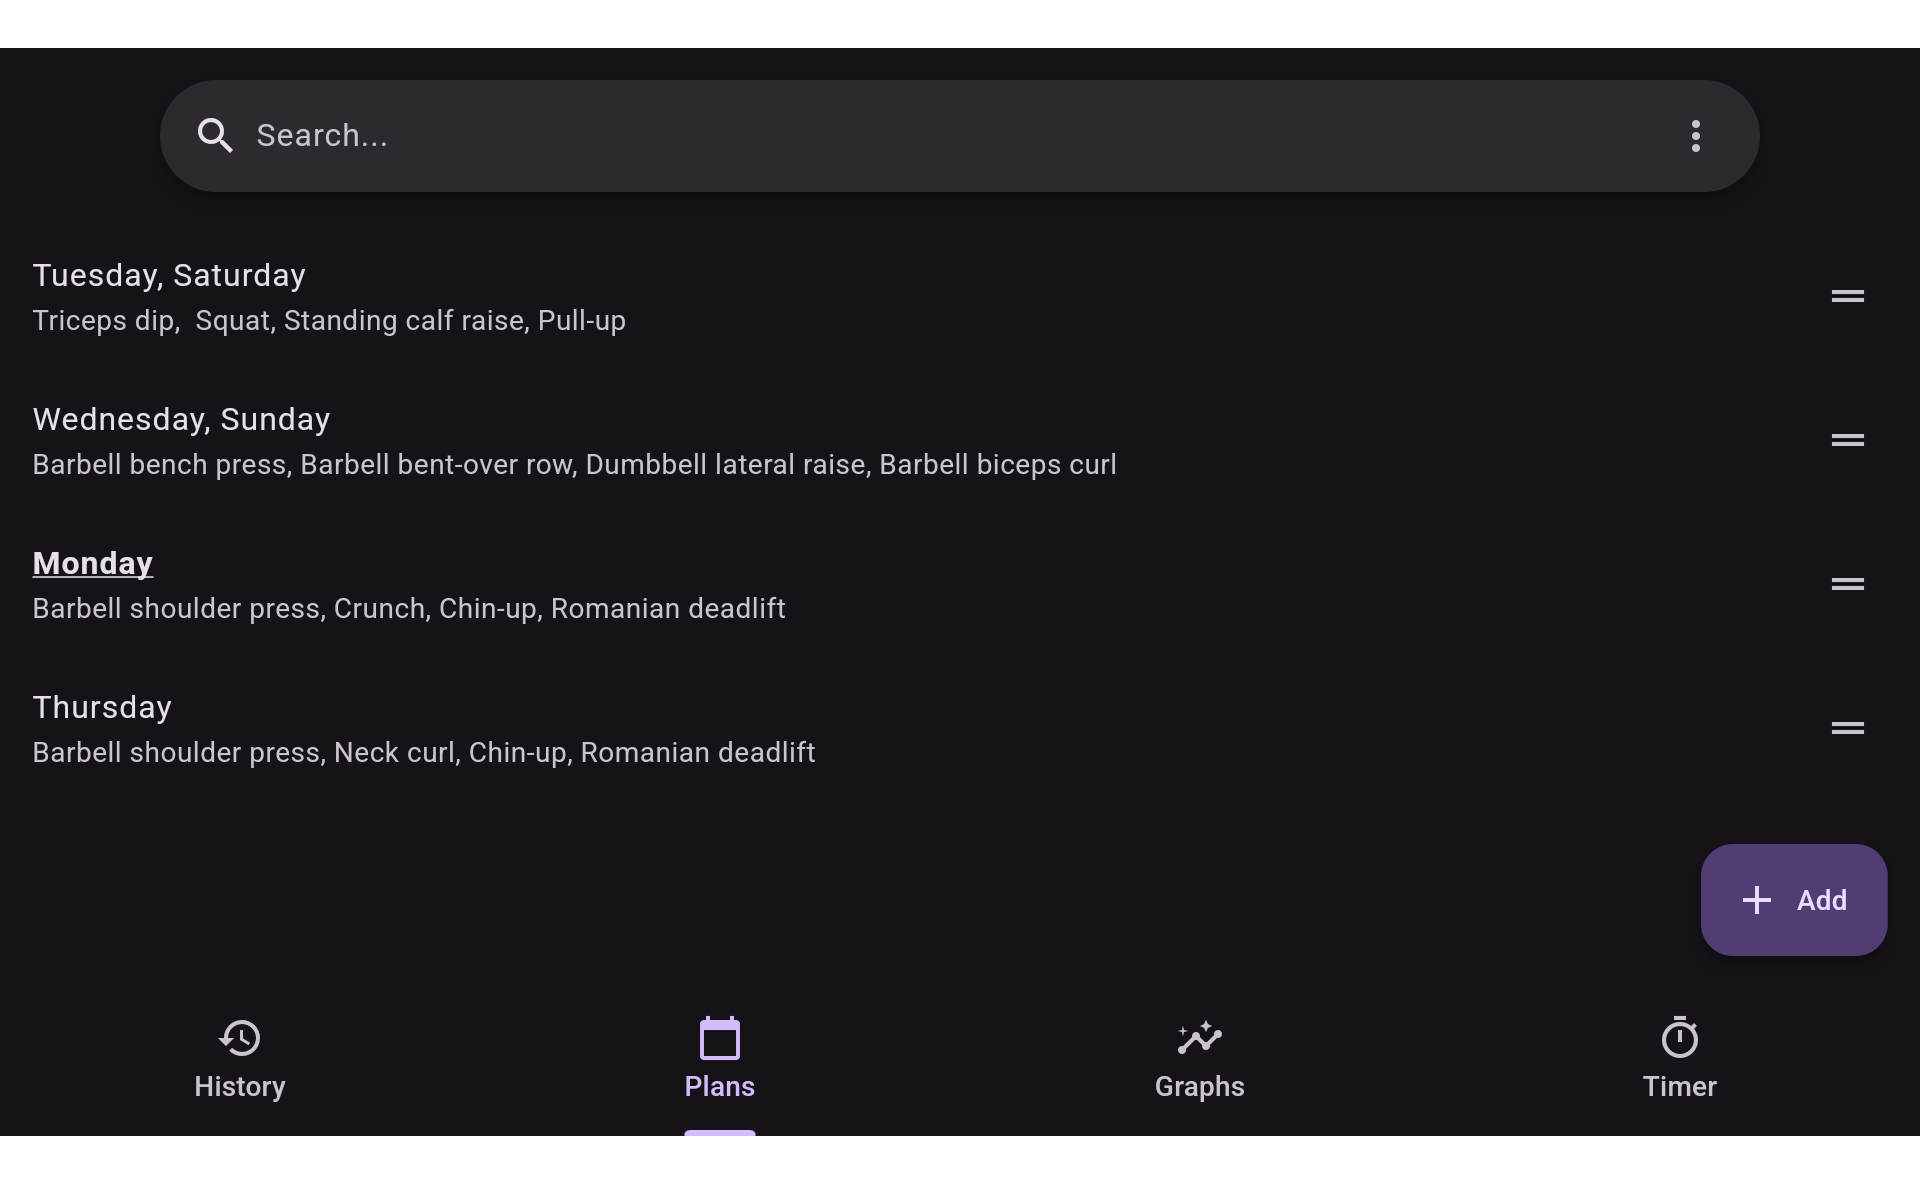 Search...
Tuesday, Saturday
Triceps dip,  Squat, Standing calf raise, Pull-up
Wednesday, Sunday
Barbell bench press, Barbell bent-over row, Dumbbell lateral raise, Barbell biceps curl
Monday
Barbell shoulder press, Crunch, Chin-up, Romanian deadlift
Thursday
Barbell shoulder press, Neck curl, Chin-up, Romanian deadlift
Add
History
Plans
Graphs
Timer